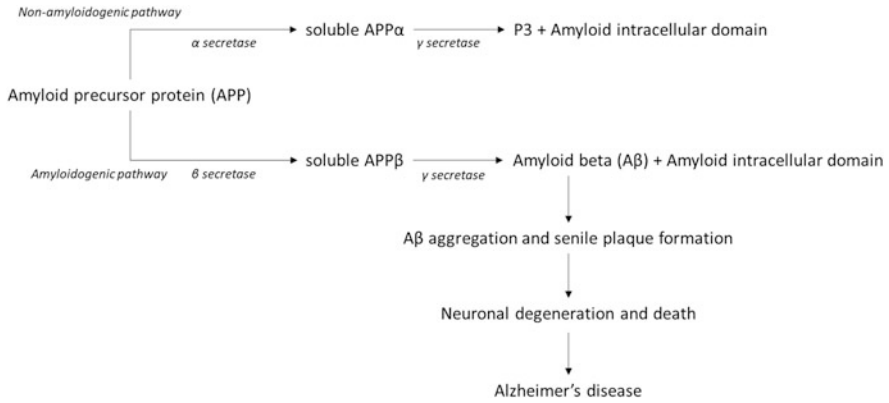 Non-amyloidogenic pathway
α secretase
soluble APPα
γ secretase
P3 + Amyloid intracellular domain
Amyloid precursor protein (APP)
Amyloidogenic pathway
β secretase
soluble APPβ
γ secretase
Amyloid beta (Aβ) + Amyloid intracellular domain
Aβ aggregation and senile plaque formation
Neuronal degeneration and death
Alzheimer's disease